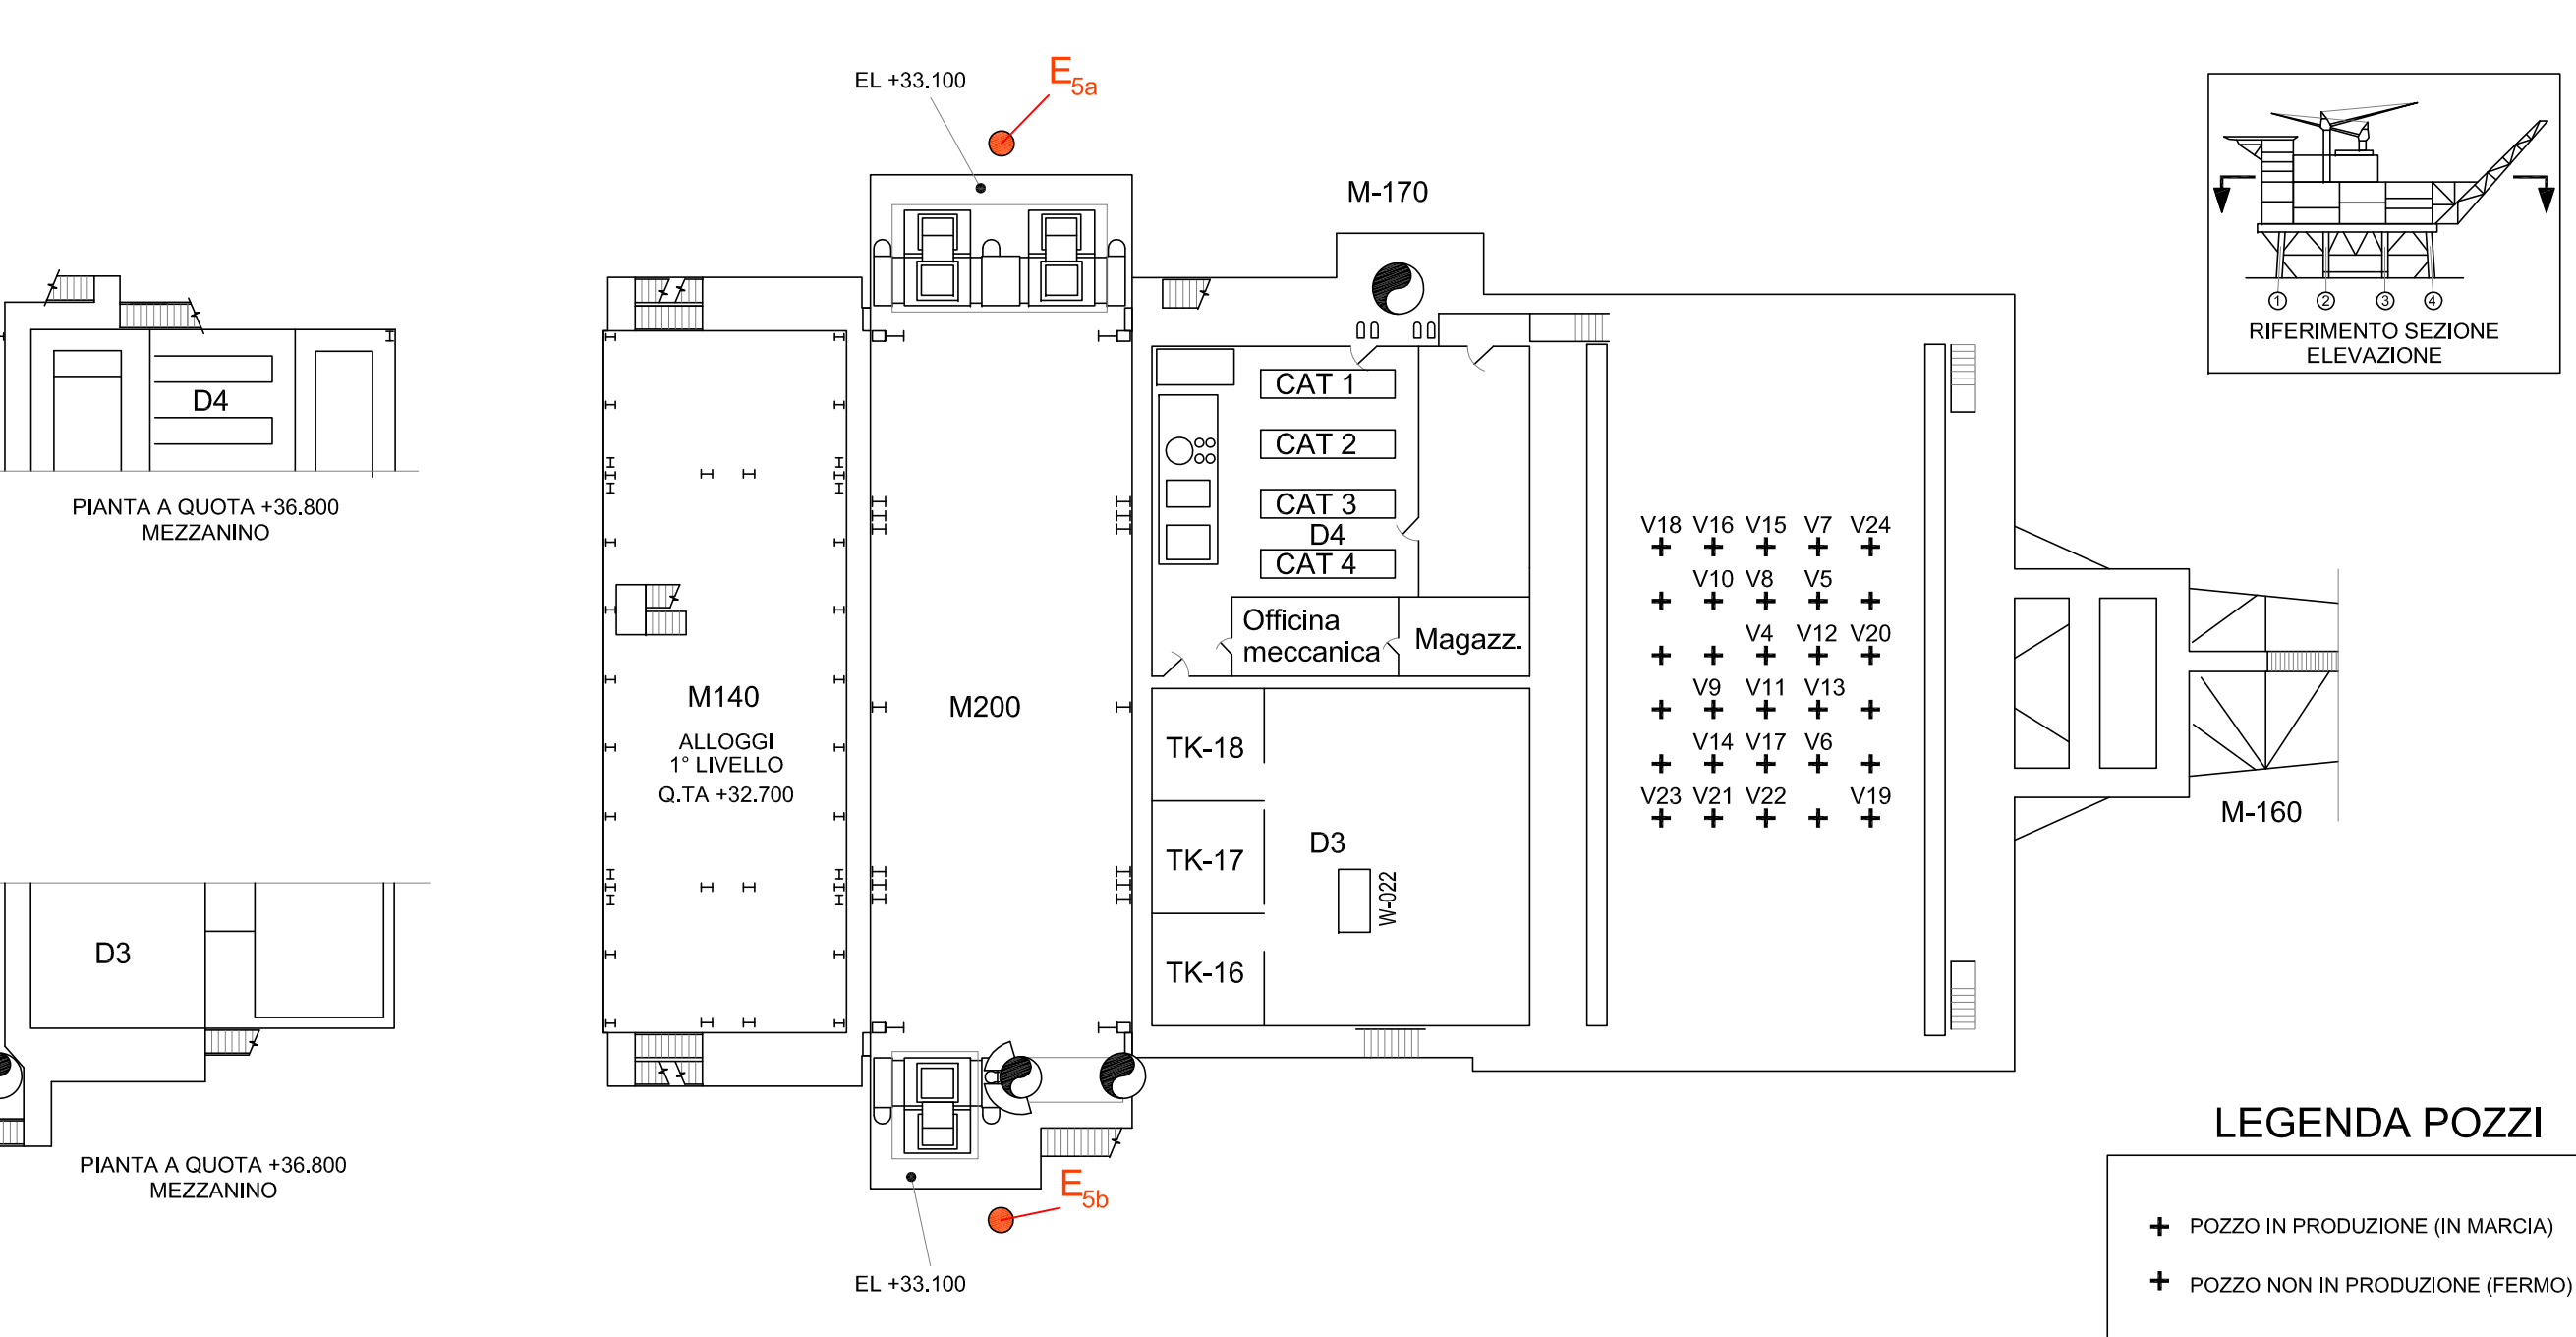 EL +33.100
E5a
M-170
RIFERIMENTO SEZIONE
ELEVAZIONE
1 2 3 4
D4
PIANTA A QUOTA +36.800
MEZZANINO
CAT 1
CAT 2
CAT 3
D4
CAT 4
Officina
meccanica
Magazz.
M140
ALLOGGI
1° LIVELLO
Q.TA +32.700
M200
TK-18
TK-17
TK-16
D3
W-022
V18 V16 V15 V7 V24
V10 V8 V5
V4 V12 V20
V9 V11 V13
V14 V17 V6
V23 V21 V22 V19
M-160
D3
PIANTA A QUOTA +36.800
MEZZANINO
E5b
EL +33.100
LEGENDA POZZI
POZZO IN PRODUZIONE (IN MARCIA)
POZZO NON IN PRODUZIONE (FERMO)